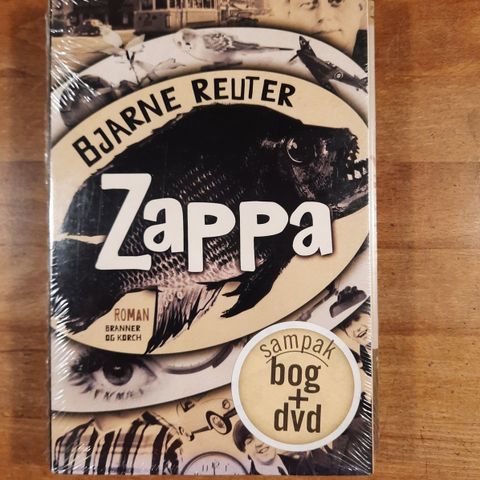 BJARNE REUTER
Zappa
ROMAN
BRANNER
OG KORCH
sampak
bog
+
dvd